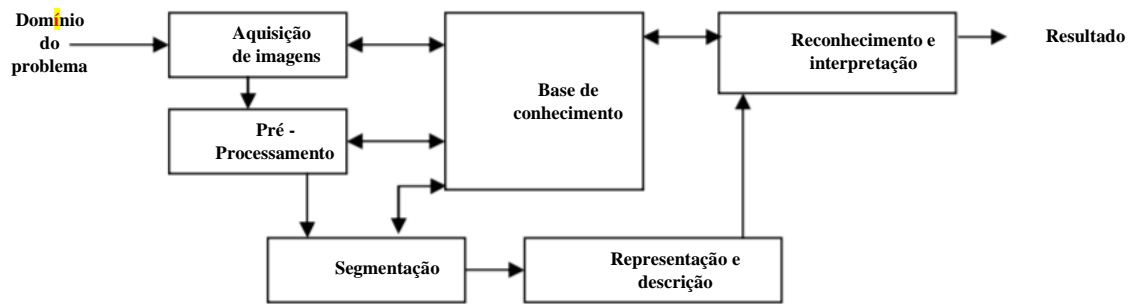 Domínio
do
problema
Aquisição
de imagens
Pré -
Processamento
Base de
conhecimento
Reconhecimento e
interpretação
Resultado
Segmentação
Representação e
descrição